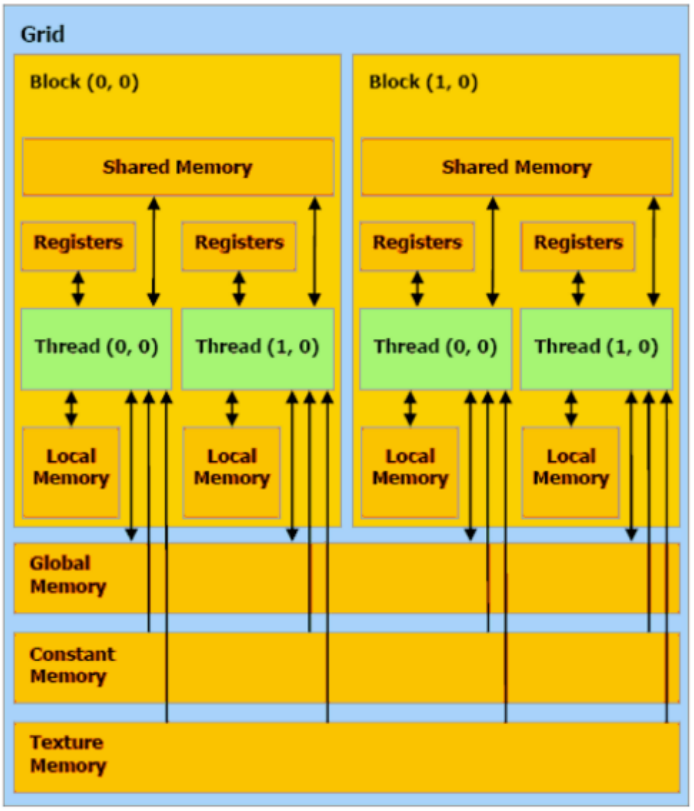 Grid
Block (0, 0)
Block (1, 0)
Shared Memory
Shared Memory
Registers
Registers
Registers
Registers
Thread (0, 0)
Thread (1, 0)
Thread (0, 0)
Thread (1, 0)
Local
Memory
Local
Memory
Local
Memory
Local
Memory
Global
Memory
Constant
Memory
Texture
Memory